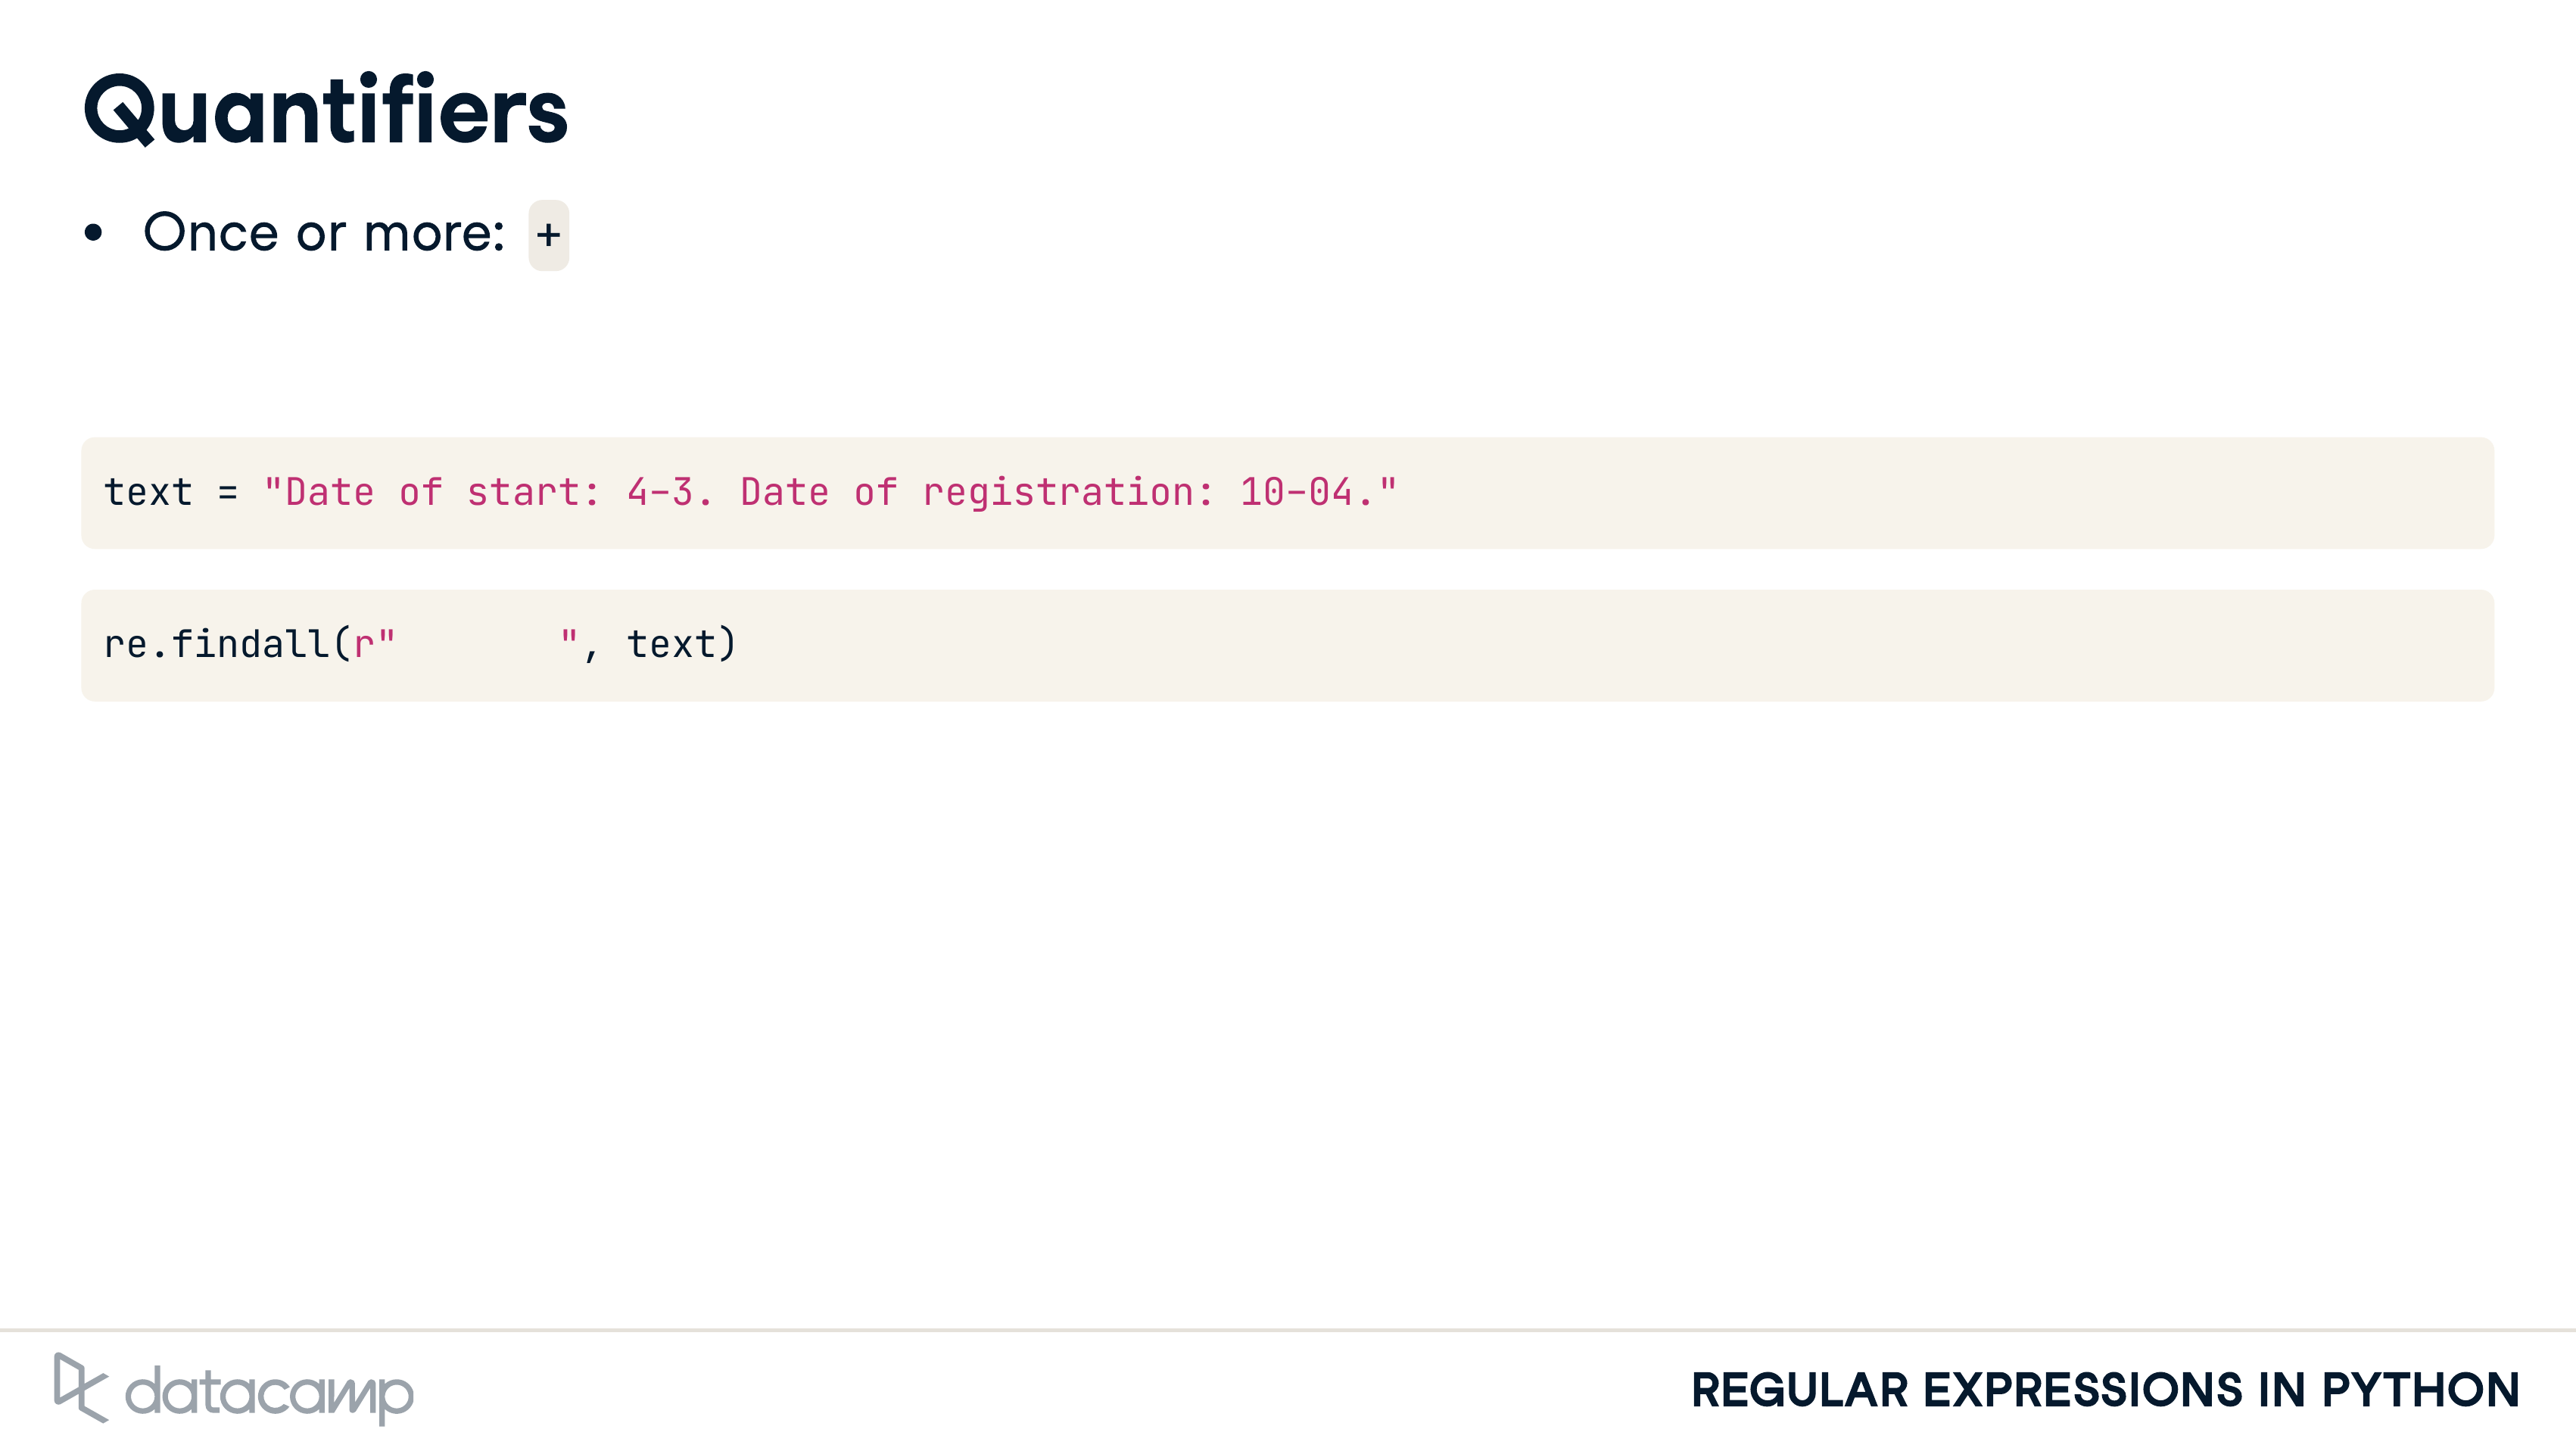 Quantifiers
• Once or more: +
text = "Date of start: 4-3. Date of registration: 10-04."
re.findall(r"       ", text)
datacamp
REGULAR EXPRESSIONS IN PYTHON